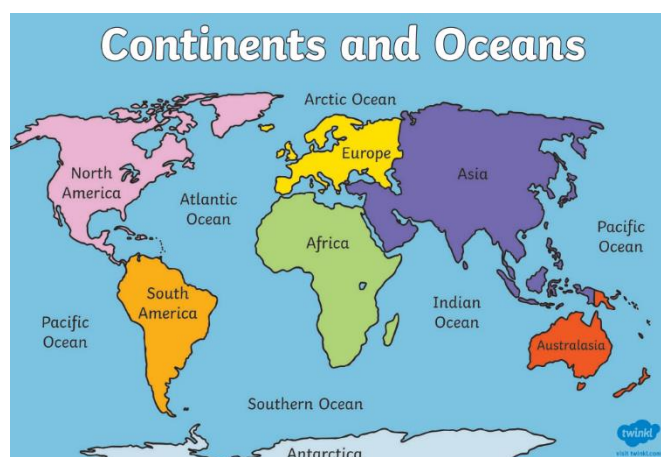 Continents and Oceans
Arctic Ocean
North
America
Europe
Asia
Atlantic
Ocean
Africa
Pacific
Ocean
South
America
Indian
Ocean
Pacific
Ocean
Australasia
Southern Ocean
Antarctica
twinkl
visit twinkl.com